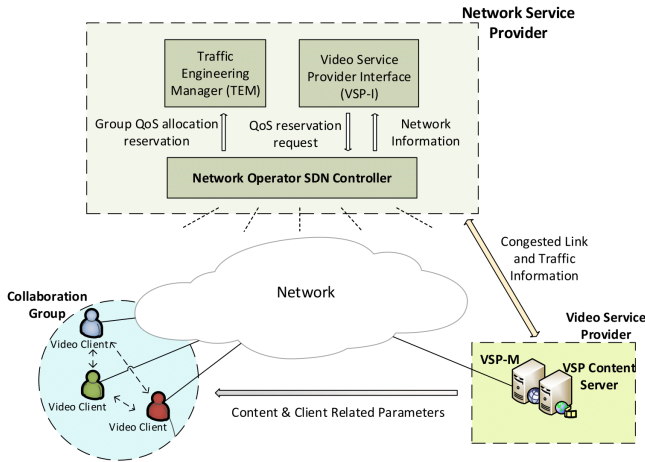 Network Service
Provider
Traffic
Engineering
Manager (TEM)
Video Service
Provider Interface
(VSP-I)
Group QoS allocation
reservation
QoS reservation
request
Network
Information
Network Operator SDN Controller
Congested Link
and Traffic
Information
Network
Collaboration
Group
Video Client
Video Client
Video Client
Video Service
Provider
VSP-M
VSP Content
Server
Content & Client Related Parameters